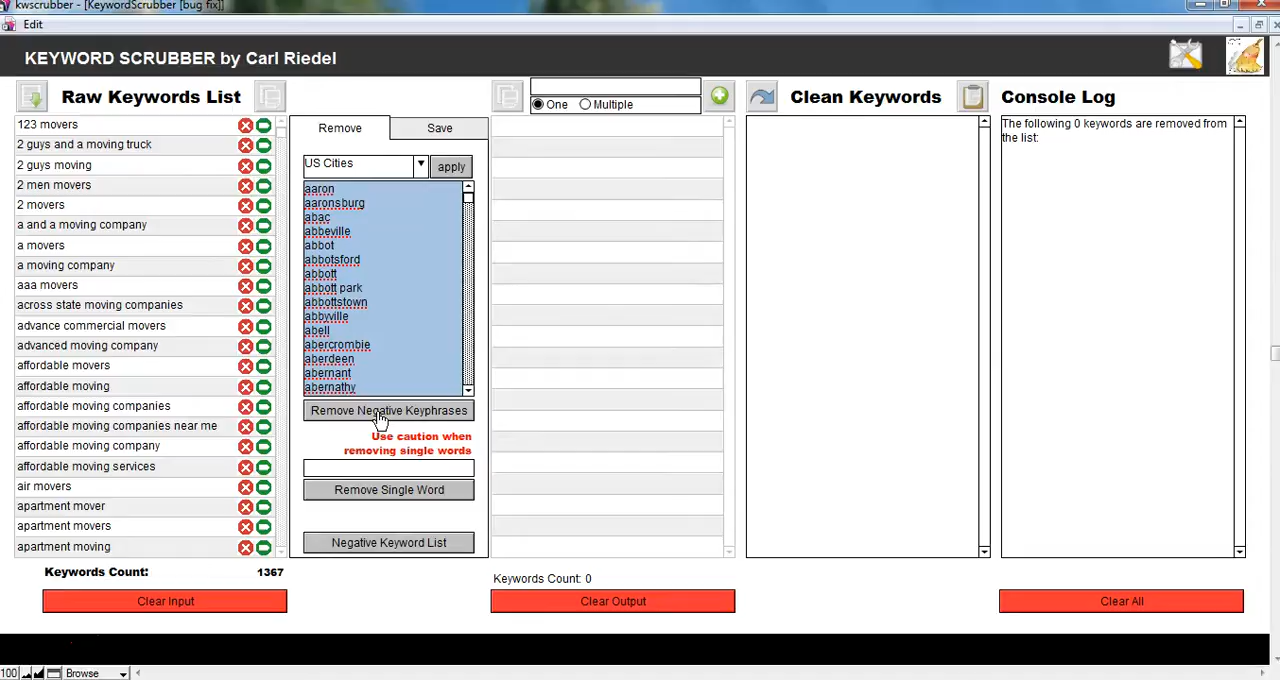 kwscrubber - [KeywordScrubber [bug fix]]
Edit
KEYWORD SCRUBBER by Carl Riedel
Raw Keywords List
One Multiple
Clean Keywords
Console Log
123 movers
2 guys and a moving truck
2 guys moving
2 men movers
2 movers
a and a moving company
a movers
a moving company
aaa movers
across state moving companies
advance commercial movers
advanced moving company
affordable movers
affordable moving
affordable moving companies
affordable moving companies near me
affordable moving company
affordable moving services
air movers
apartment mover
apartment movers
apartment moving
Keywords Count: 1367
Clear Input
Remove Save
US Cities apply
aaron
aaronsburg
abac
abbeville
abbot
abbotsford
abbott
abbott park
abbottstown
abbyville
abell
abercrombie
aberdeen
abernant
abernathy
Remove Negative Keyphrases
Use caution when
removing single words
Remove Single Word
Negative Keyword List
Keywords Count: 0
Clear Output
The following 0 keywords are removed from
the list:
Clear All
100 Browse